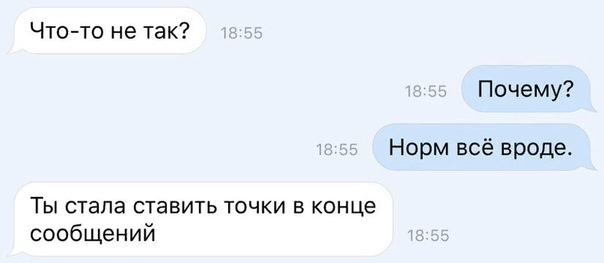 Что-то не так?
18:55
18:55
Почему?
18:55
Норм всё вроде.
Ты стала ставить точки в конце
сообщений
18:55